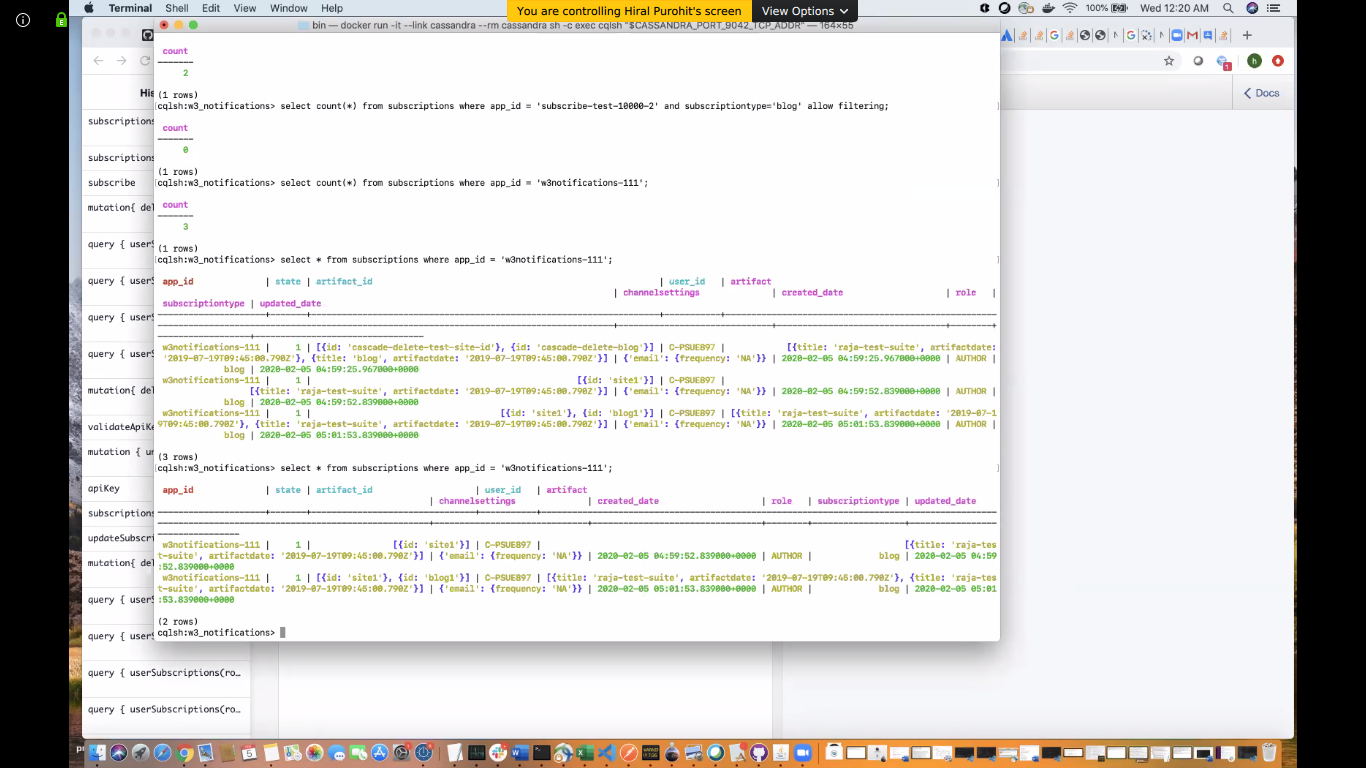 You are controlling Hiral Purohit's screen
View Options
Terminal Shell Edit View Window Help
100%
Wed 12:20 AM
bin — docker run -it --link cassandra --rm cassandra sh -c exec cqlsh "$CASSANDRA_PORT_9042_TCP_ADDR" — 164×55
His
Docs
subscriptions
subscriptions
subscribe
mutation{ del
query { userS
query { userS
query { userS
query { userS
mutation{ del
validateApiKe
mutation { up
apiKey
subscriptions
updateSubscri
mutation{ del
query { userS
query { userS
query { userSubscriptions(ro…
query { userSubscriptions(ro…
count
-------
2
(1 rows)
cqlsh:w3_notifications> select count(*) from subscriptions where app_id = 'subscribe-test-10000-2' and subscriptiontype='blog' allow filtering;
count
-------
0
(1 rows)
cqlsh:w3_notifications> select count(*) from subscriptions where app_id = 'w3notifications-111';
count
-------
3
(1 rows)
cqlsh:w3_notifications> select * from subscriptions where app_id = 'w3notifications-111';
app_id | state | artifact_id | user_id | artifact
| channelsettings | created_date | role |
subscriptiontype | updated_date
w3notifications-111 | 1 | [{id: 'cascade-delete-test-site-id'}, {id: 'cascade-delete-blog'}] | C-PSUE897 | [{title: 'raja-test-suite', artifactdate:
'2019-07-19T09:45:00.790Z'}, {title: 'blog', artifactdate: '2019-07-19T09:45:00.790Z'}] | {'email': {frequency: 'NA'}} | 2020-02-05 04:59:25.967000+0000 | AUTHOR |
blog | 2020-02-05 04:59:25.967000+0000
w3notifications-111 | 1 | [{id: 'site1'}] | C-PSUE897 |
[{title: 'raja-test-suite', artifactdate: '2019-07-19T09:45:00.790Z'}] | {'email': {frequency: 'NA'}} | 2020-02-05 04:59:52.839000+0000 | AUTHOR |
blog | 2020-02-05 04:59:52.839000+0000
w3notifications-111 | 1 | [{id: 'site1'}, {id: 'blog1'}] | C-PSUE897 | [{title: 'raja-test-suite', artifactdate: '2019-07-1
9T09:45:00.790Z'}, {title: 'raja-test-suite', artifactdate: '2019-07-19T09:45:00.790Z'}] | {'email': {frequency: 'NA'}} | 2020-02-05 05:01:53.839000+0000 | AUTHOR |
blog | 2020-02-05 05:01:53.839000+0000
(3 rows)
cqlsh:w3_notifications> select * from subscriptions where app_id = 'w3notifications-111';
app_id | state | artifact_id | user_id | artifact
| channelsettings | created_date | role | subscriptiontype | updated_date
w3notifications-111 | 1 | [{id: 'site1'}] | C-PSUE897 | [{title: 'raja-tes
t-suite', artifactdate: '2019-07-19T09:45:00.790Z'}] | {'email': {frequency: 'NA'}} | 2020-02-05 04:59:52.839000+0000 | AUTHOR | blog | 2020-02-05 04:59
:52.839000+0000
w3notifications-111 | 1 | [{id: 'site1'}, {id: 'blog1'}] | C-PSUE897 | [{title: 'raja-test-suite', artifactdate: '2019-07-19T09:45:00.790Z'}, {title: 'raja-tes
t-suite', artifactdate: '2019-07-19T09:45:00.790Z'}] | {'email': {frequency: 'NA'}} | 2020-02-05 05:01:53.839000+0000 | AUTHOR | blog | 2020-02-05 05:01
:53.839000+0000
(2 rows)
cqlsh:w3_notifications>